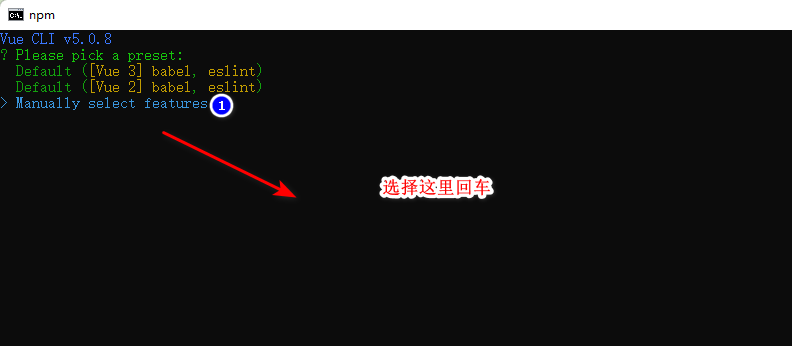 npm
Vue CLI v5.0.8
? Please pick a preset:
Default ([Vue 3] babel, eslint)
Default ([Vue 2] babel, eslint)
> Manually select features 1
选择这里回车